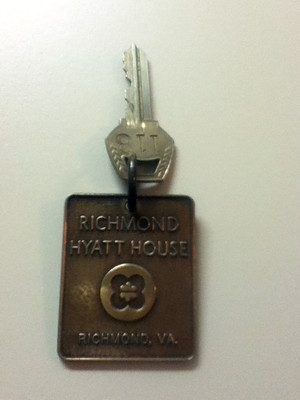 RICHMOND
HYATT HOUSE
RICHMOND, VA.